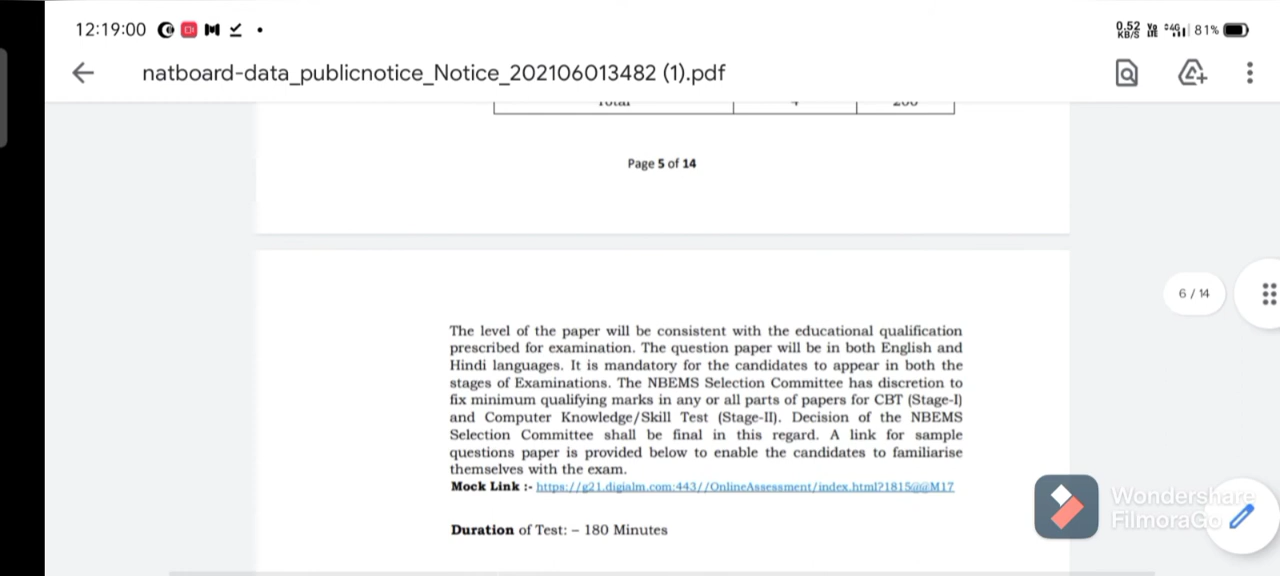 12:19:00
0.52 KB/S
4G 81%
natboard-data_publicnotice_Notice_202106013482 (1).pdf
Total 4 200
Page 5 of 14
6 / 14
The level of the paper will be consistent with the educational qualification
prescribed for examination. The question paper will be in both English and
Hindi languages. It is mandatory for the candidates to appear in both the
stages of Examinations. The NBEMS Selection Committee has discretion to
fix minimum qualifying marks in any or all parts of papers for CBT (Stage-I)
and Computer Knowledge/Skill Test (Stage-II). Decision of the NBEMS
Selection Committee shall be final in this regard. A link for sample
questions paper is provided below to enable the candidates to familiarise
themselves with the exam.
Mock Link :- https://g21.digialm.com:443//OnlineAssessment/index.html?1815@@M17
Duration of Test: – 180 Minutes
Wondershare
FilmoraGo